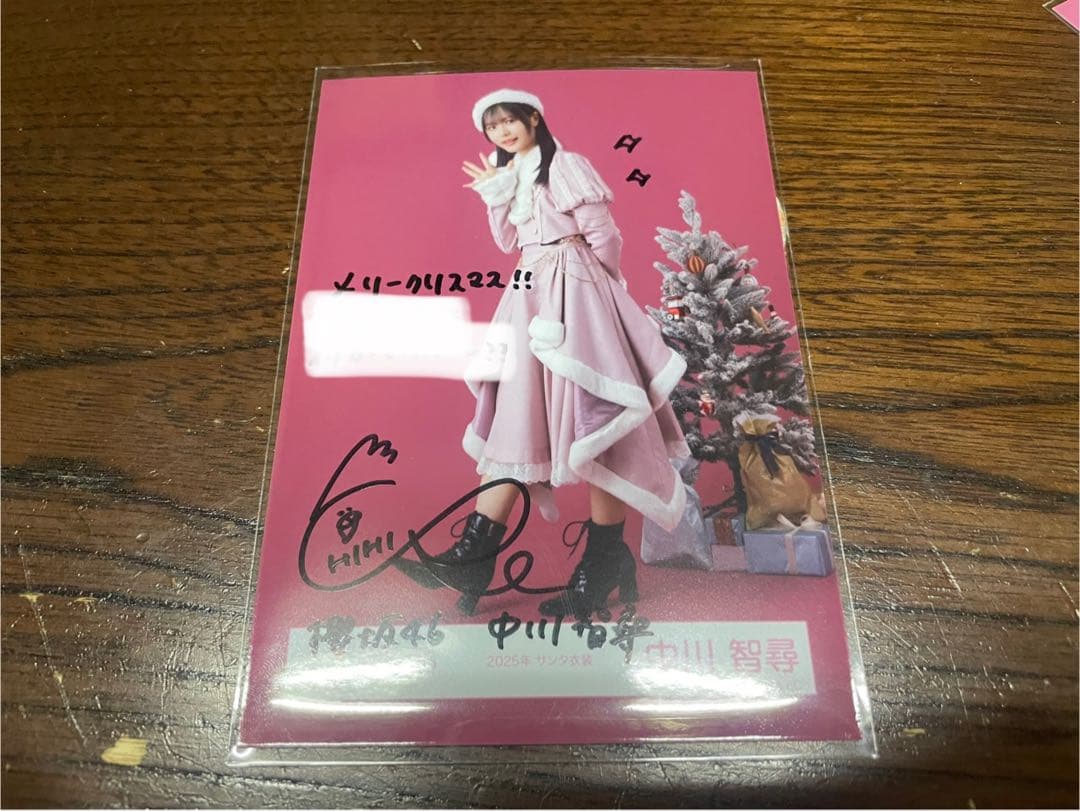 メリークリスマス!!
!!
HIHI
櫻坂46 中川智尋
2025年 サンタ衣装
中川 智尋